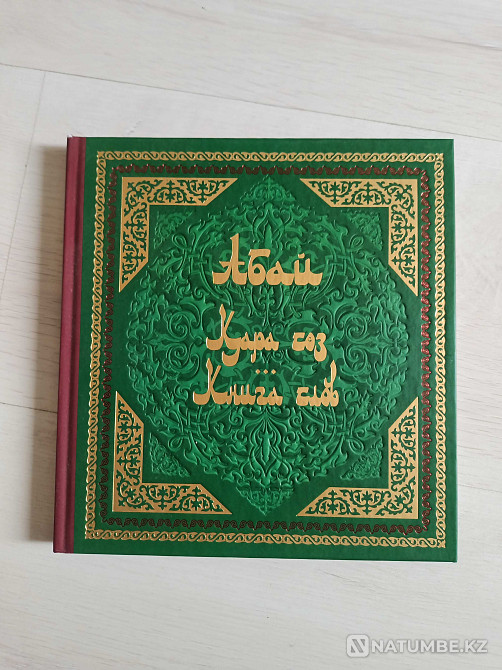 Абай
Қара сөз
...
Книга слов
NATUMBE.KZ